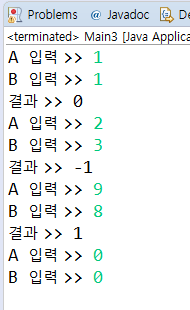 Problems @ Javadoc De
<terminated> Main3 [Java Applica
A 입력 >> 1
B 입력 >> 1
결과 >> 0
A 입력 >> 2
B 입력 >> 3
결과 >> -1
A 입력 >> 9
B 입력 >> 8
결과 >> 1
A 입력 >> 0
B 입력 >> 0